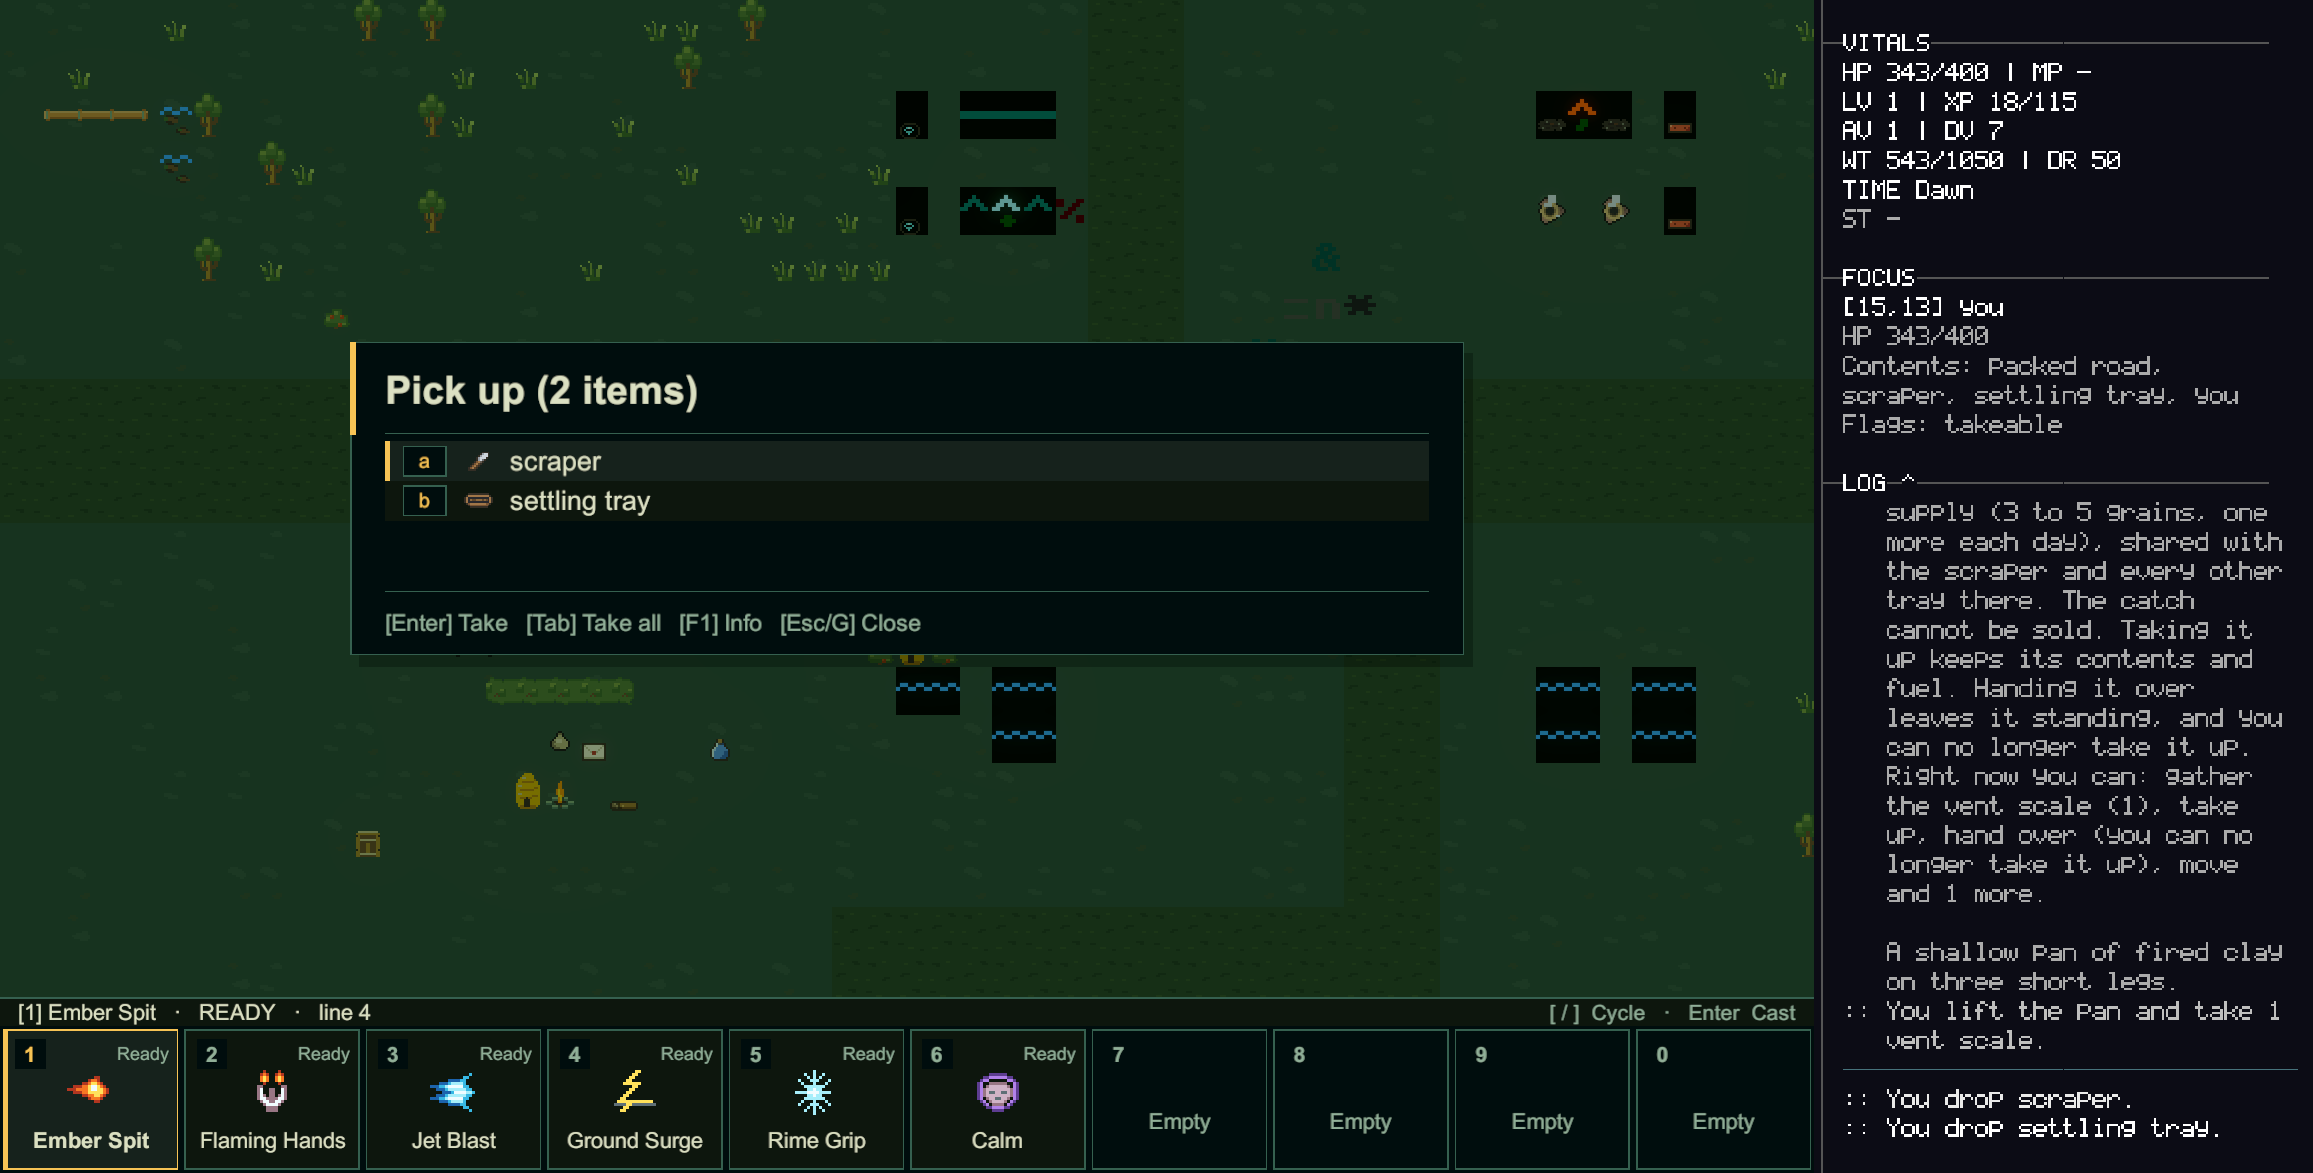 Pick up (2 items)
a scraper
b settling tray
[Enter] Take [Tab] Take all [F1] Info [Esc/G] Close
[1] Ember Spit · READY · line 4
[ / ] Cycle · Enter Cast
1 Ready
Ember Spit
2 Ready
Flaming Hands
3 Ready
Jet Blast
4 Ready
Ground Surge
5 Ready
Rime Grip
6 Ready
Calm
7
Empty
8
Empty
9
Empty
0
Empty
VITALS
HP 343/400 | MP -
LV 1 | XP 18/115
AV 1 | DV 7
WT 543/1050 | DR 50
TIME Dawn
ST -
FOCUS
[15,13] You
HP 343/400
Contents: Packed road,
scraper, settling tray, you
Flags: takeable
LOG ^
supply (3 to 5 grains, one
more each day), shared with
the scraper and every other
tray there. The catch
cannot be sold. Taking it
up keeps its contents and
fuel. Handing it over
leaves it standing, and you
can no longer take it up.
Right now you can: gather
the vent scale (1), take
up, hand over (you can no
longer take it up), move
and 1 more.
A shallow pan of fired clay
on three short legs.
:: You lift the pan and take 1
vent scale.
:: You drop scraper.
:: You drop settling tray.